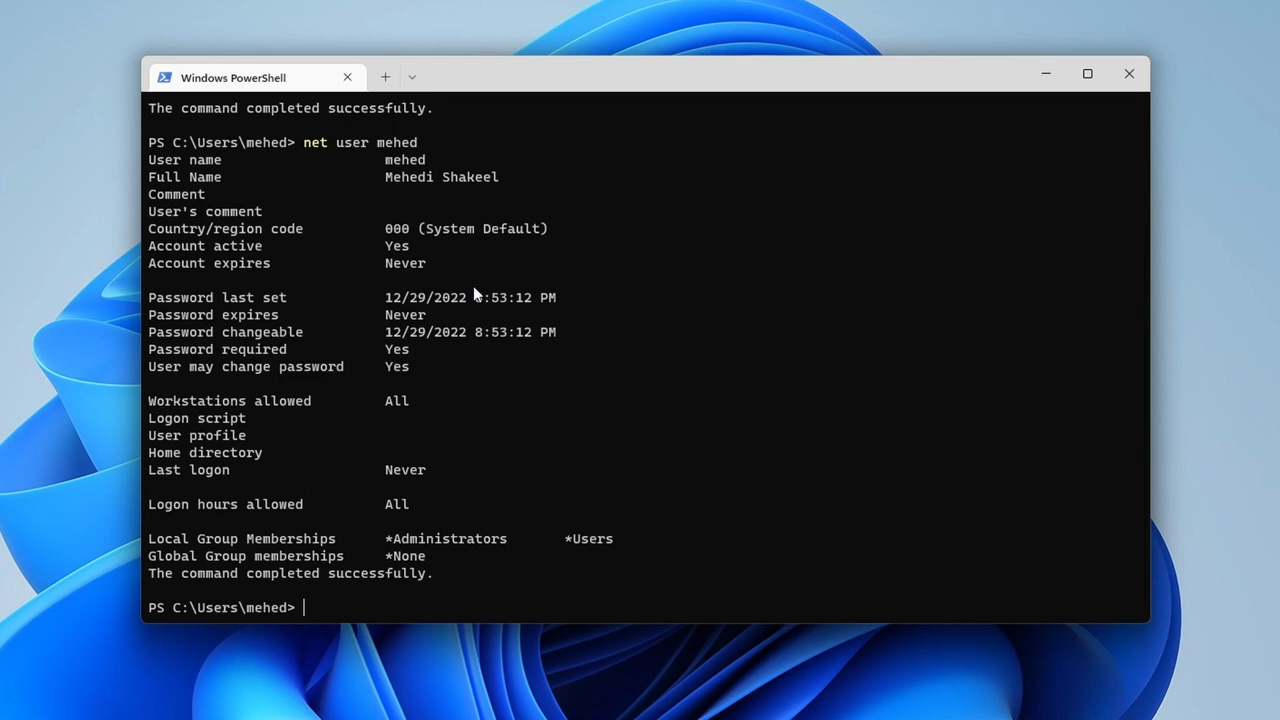 Windows PowerShell
The command completed successfully.
PS C:\Users\mehed> net user mehed
User name mehed
Full Name Mehedi Shakeel
Comment
User's comment
Country/region code 000 (System Default)
Account active Yes
Account expires Never
Password last set 12/29/2022 8:53:12 PM
Password expires Never
Password changeable 12/29/2022 8:53:12 PM
Password required Yes
User may change password Yes
Workstations allowed All
Logon script
User profile
Home directory
Last logon Never
Logon hours allowed All
Local Group Memberships *Administrators *Users
Global Group memberships *None
The command completed successfully.
PS C:\Users\mehed>